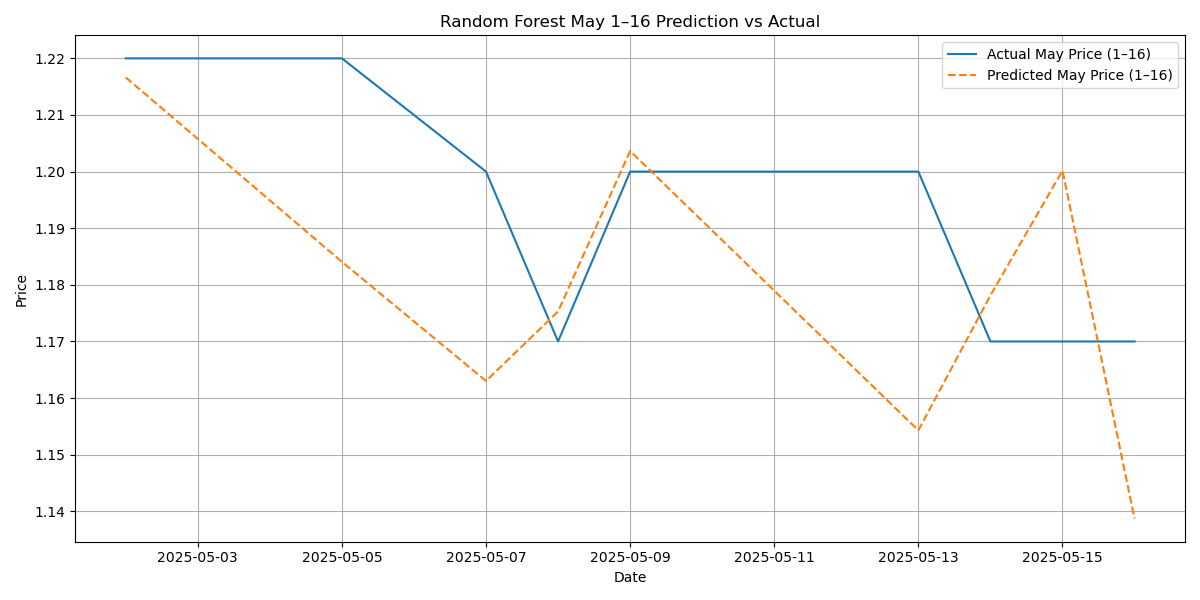 Random Forest May 1–16 Prediction vs Actual
Actual May Price (1–16)
Predicted May Price (1–16)
Price
1.22
1.21
1.20
1.19
1.18
1.17
1.16
1.15
1.14
2025-05-03 2025-05-05 2025-05-07 2025-05-09 2025-05-11 2025-05-13 2025-05-15
Date